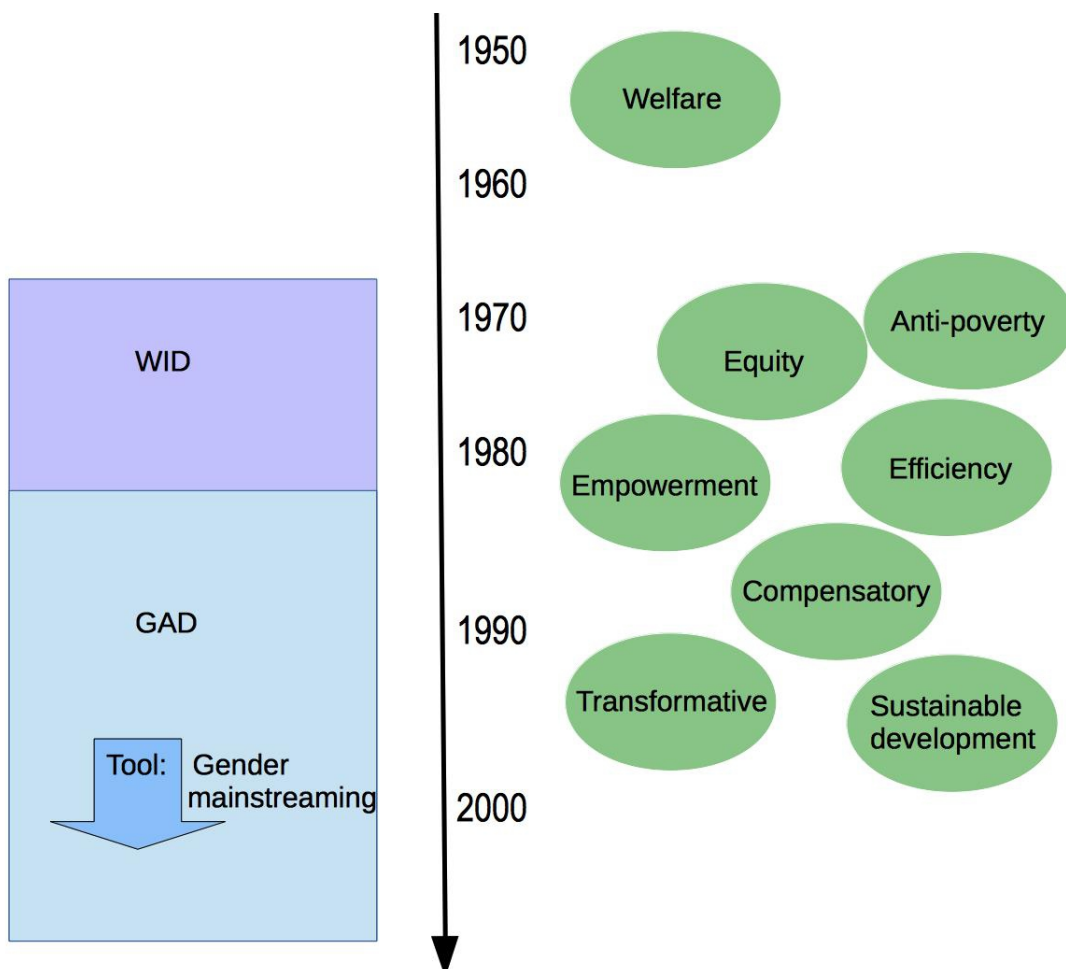 1950
Welfare
1960
1970
Anti-poverty
WID
Equity
1980
Efficiency
Empowerment
Compensatory
GAD
1990
Transformative
Sustainable
development
Tool: Gender
mainstreaming
2000